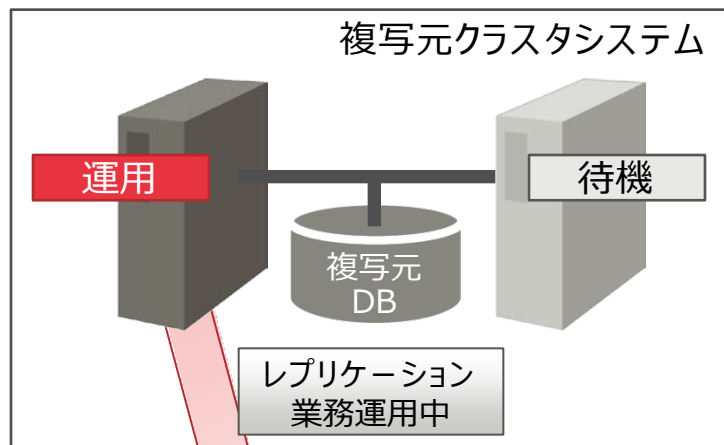 複写元クラスタシステム
運用
待機
複写元
DB
レプリケーション
業務運用中